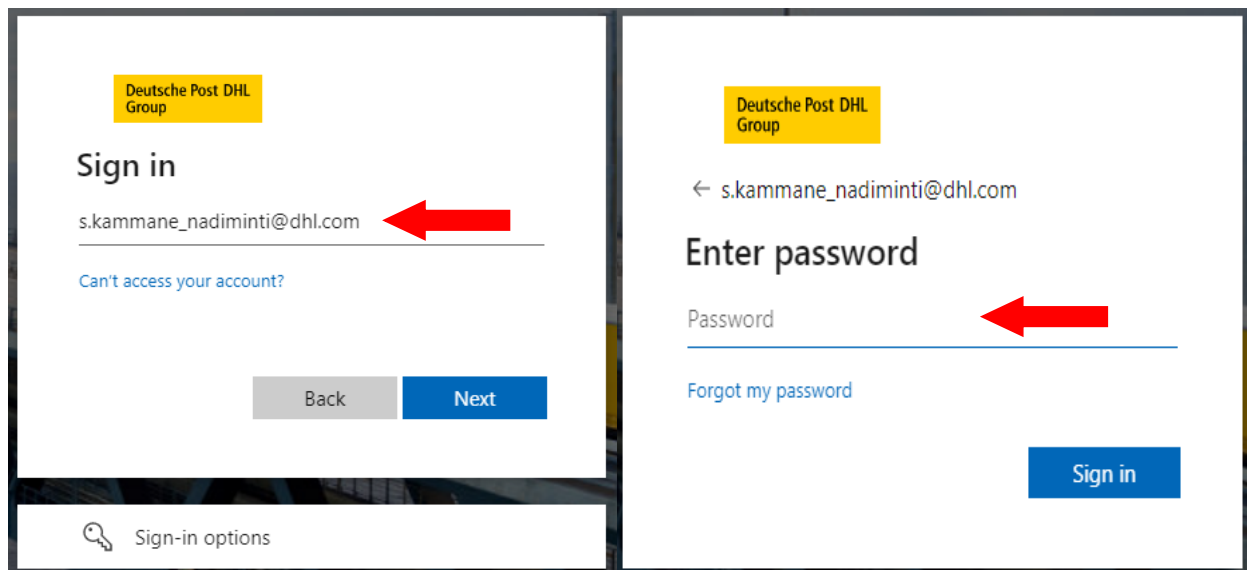 Deutsche Post DHL
Group
Sign in
s.kammane_nadiminti@dhl.com
Can't access your account?
Back
Next
Sign-in options
Deutsche Post DHL
Group
s.kammane_nadiminti@dhl.com
Enter password
Password
Forgot my password
Sign in